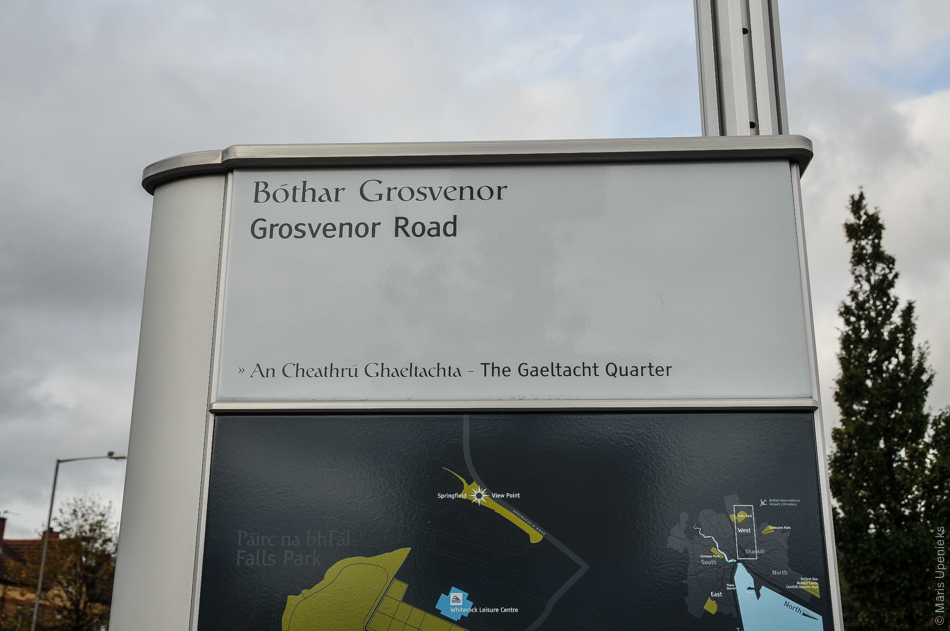 Bóthar Grosvenor
Grosvenor Road
» An Cheathrú Ghaeltachta - The Gaeltacht Quarter
Springfield View Point
Páirc na bhFál
Falls Park
Whiterock Leisure Centre
West
Shankill
South
North
East
North
© Māris Upenieks